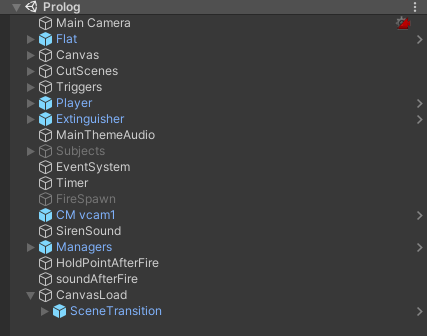 Prolog
Main Camera
Flat
Canvas
CutScenes
Triggers
Player
Extinguisher
MainThemeAudio
Subjects
EventSystem
Timer
FireSpawn
CM vcam1
SirenSound
Managers
HoldPointAfterFire
soundAfterFire
CanvasLoad
SceneTransition